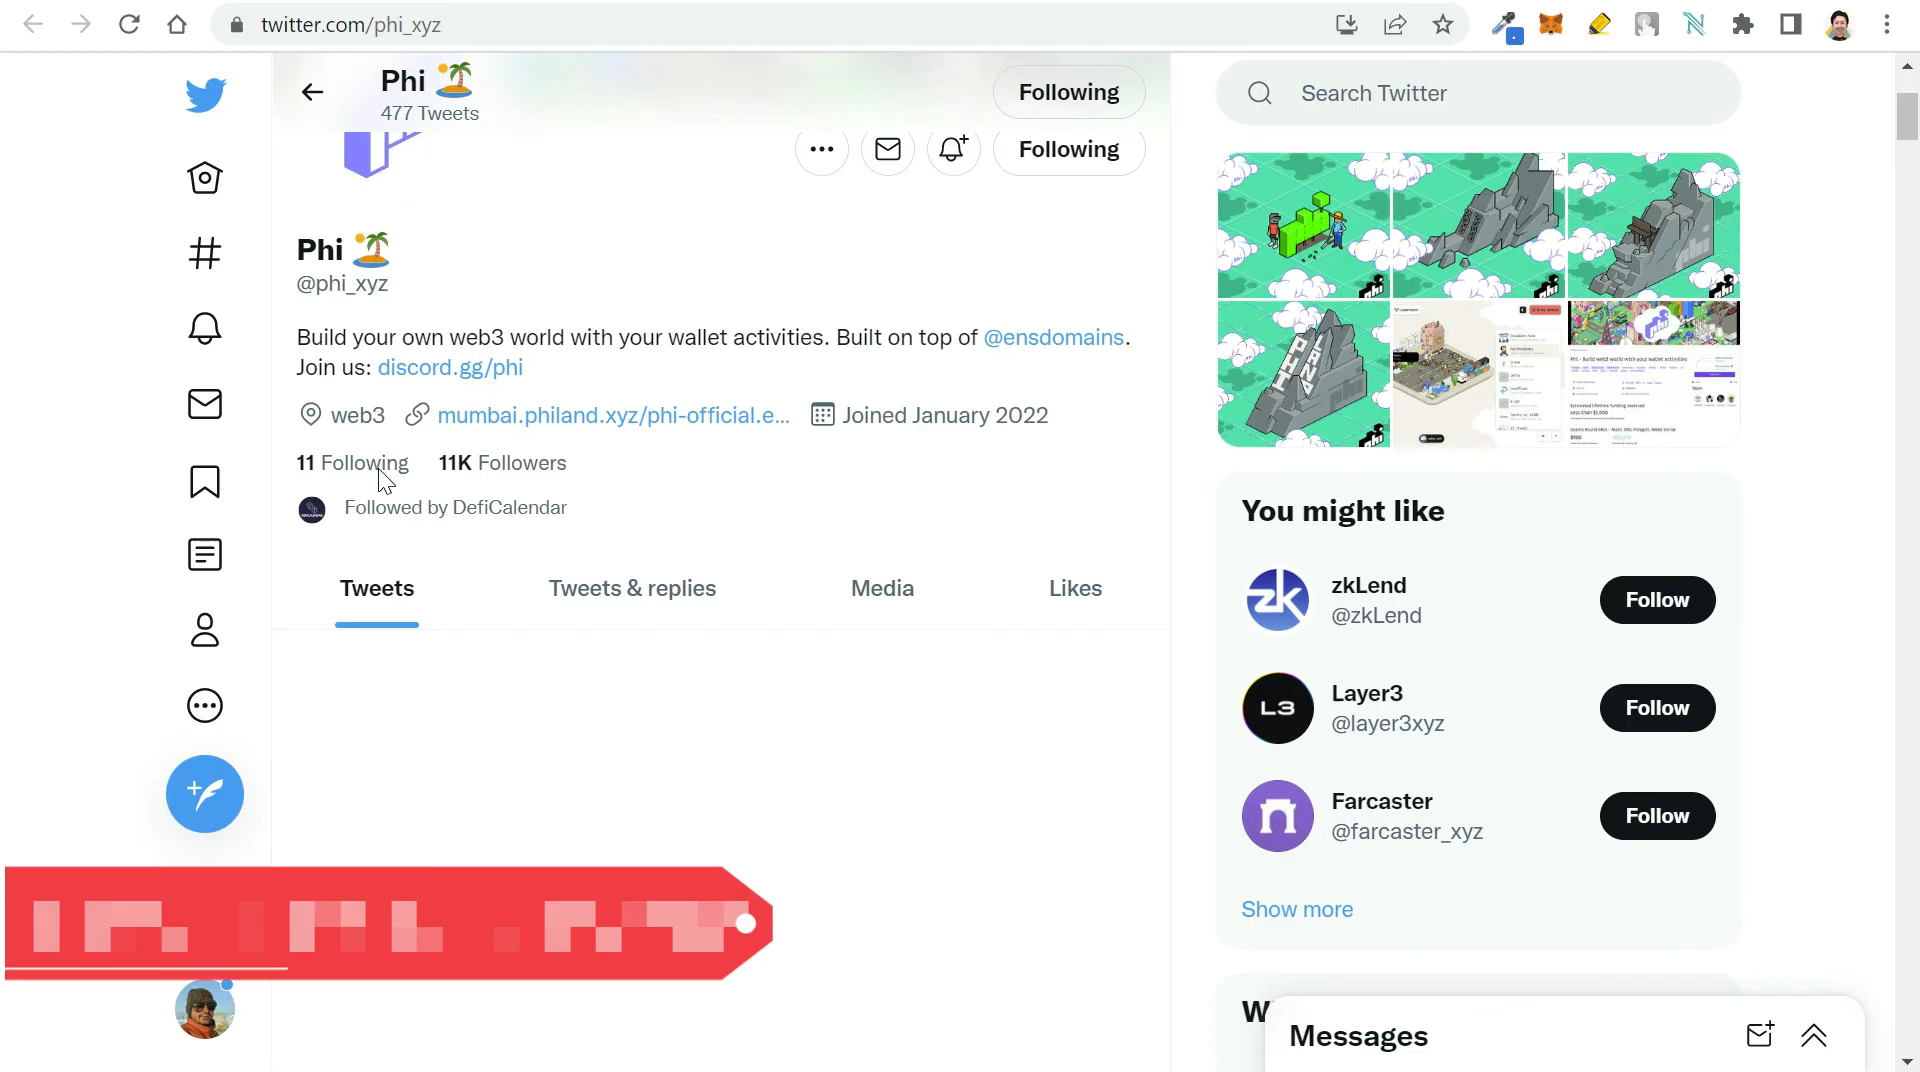 twitter.com/phi_xyz
Phi
477 Tweets
Following
Search Twitter
Following
Phi
@phi_xyz
Build your own web3 world with your wallet activities. Built on top of @ensdomains.
Join us: discord.gg/phi
web3 mumbai.philand.xyz/phi-official.e... Joined January 2022
11 Following 11K Followers
Followed by DefiCalendar
Tweets Tweets & replies Media Likes
You might like
zkLend
@zkLend
Follow
Layer3
@layer3xyz
Follow
L3
Farcaster
@farcaster_xyz
Follow
Show more
Messages